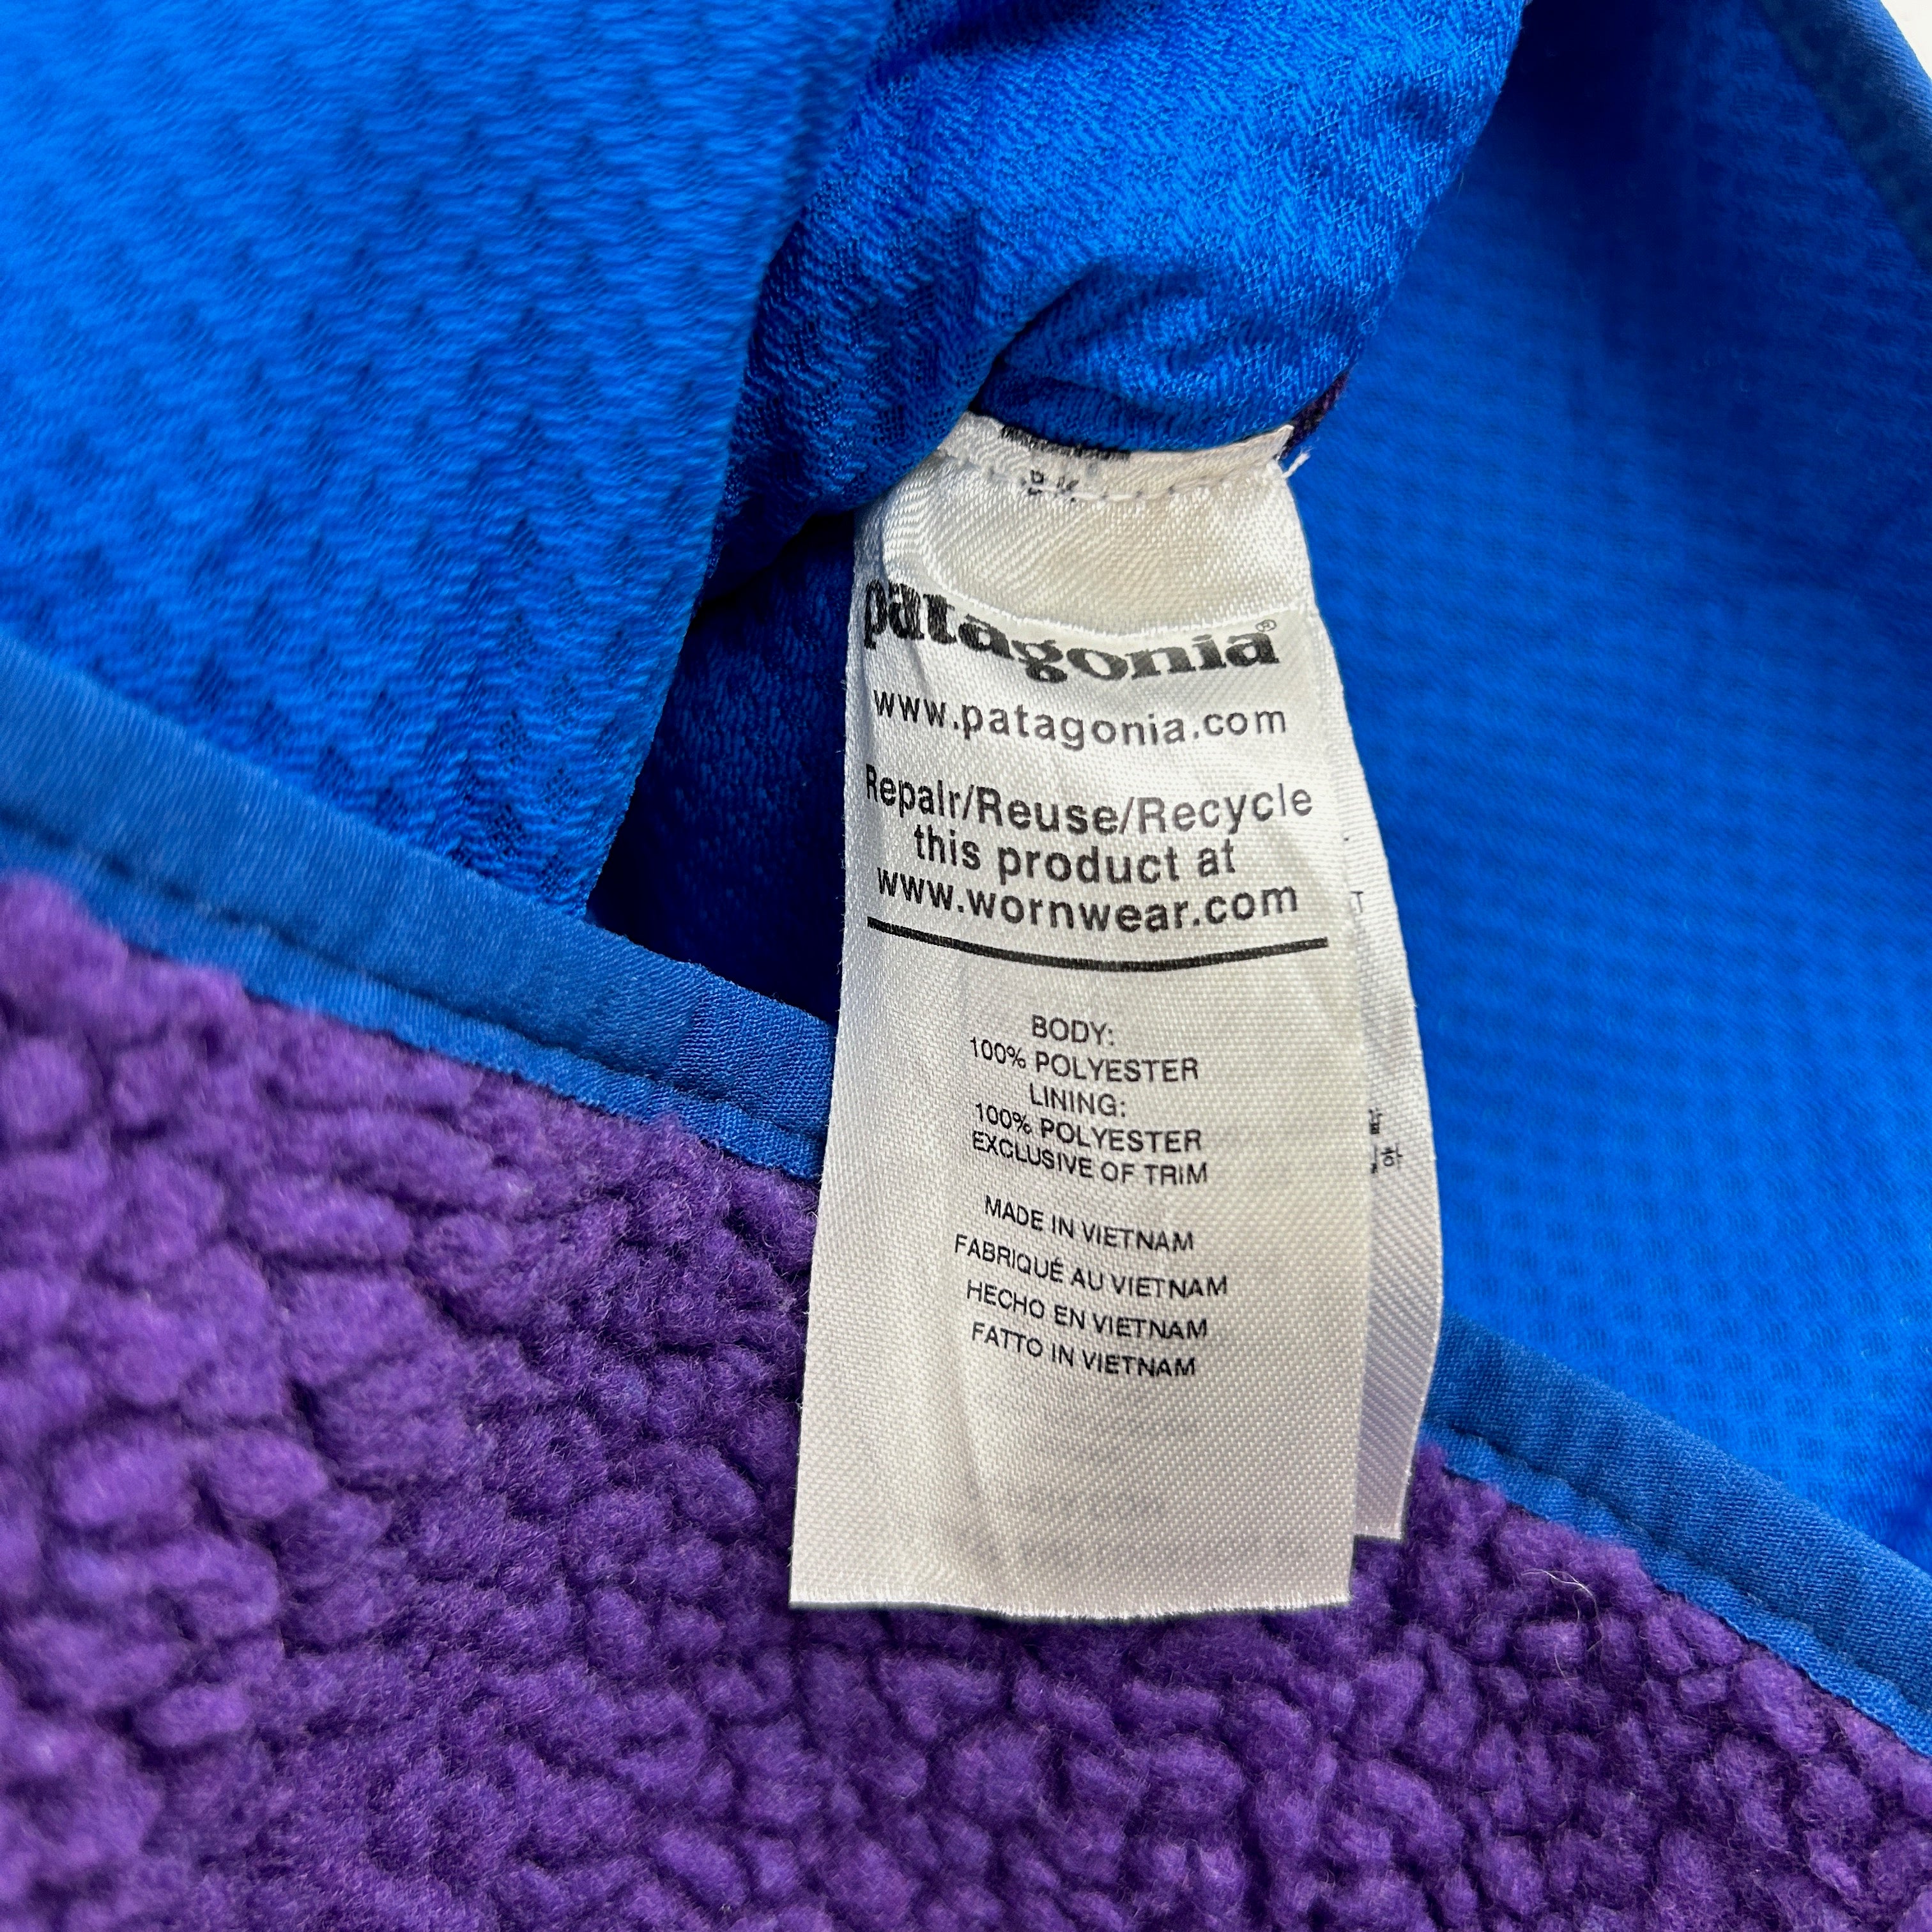 patagonia®
www.patagonia.com
Repair/Reuse/Recycle
this product at
www.wornwear.com
BODY:
100% POLYESTER
LINING:
100% POLYESTER
EXCLUSIVE OF TRIM
MADE IN VIETNAM
FABRIQUÉ AU VIETNAM
HECHO EN VIETNAM
FATTO IN VIETNAM